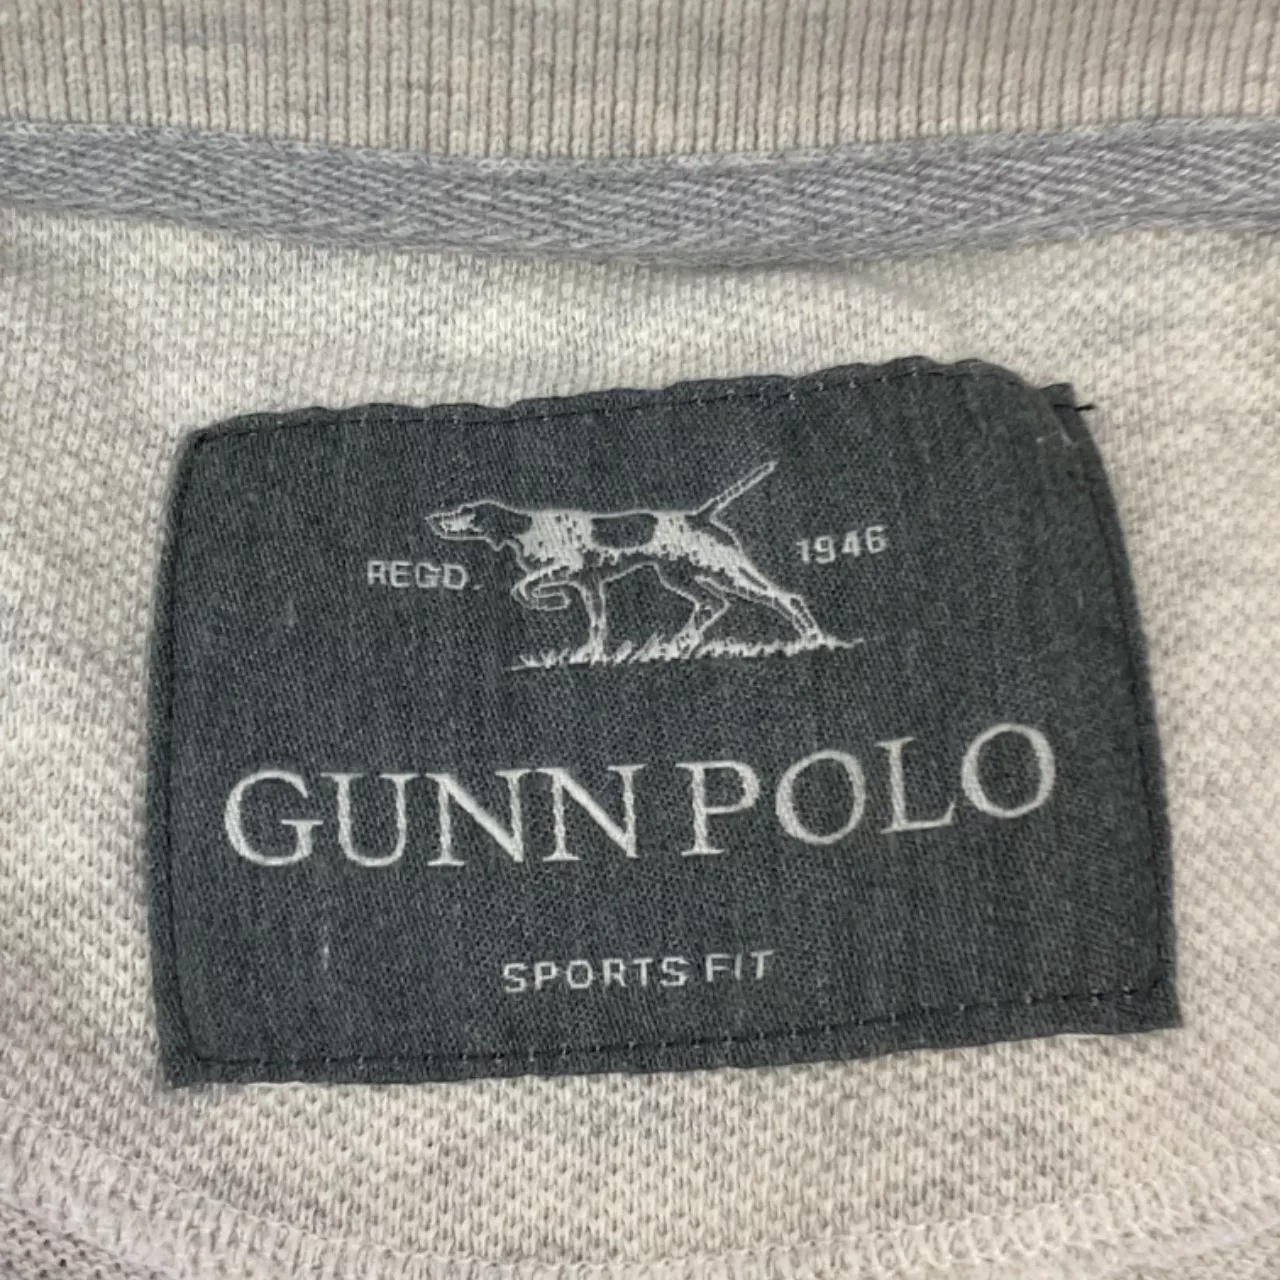 REGD. 1946
GUNN POLO
SPORTS FIT